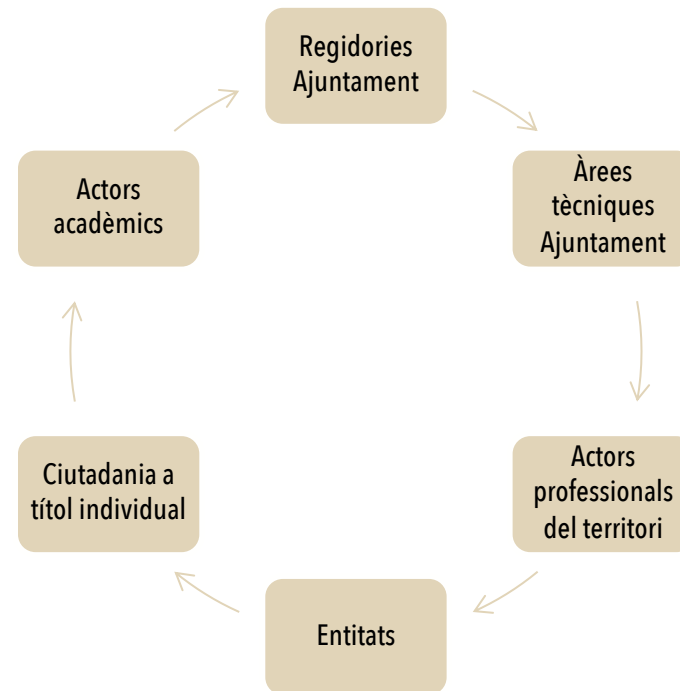 Regidories
Ajuntament
Àrees
tècniques
Ajuntament
Actors
professionals
del territori
Entitats
Ciutadania a
títol individual
Actors
acadèmics